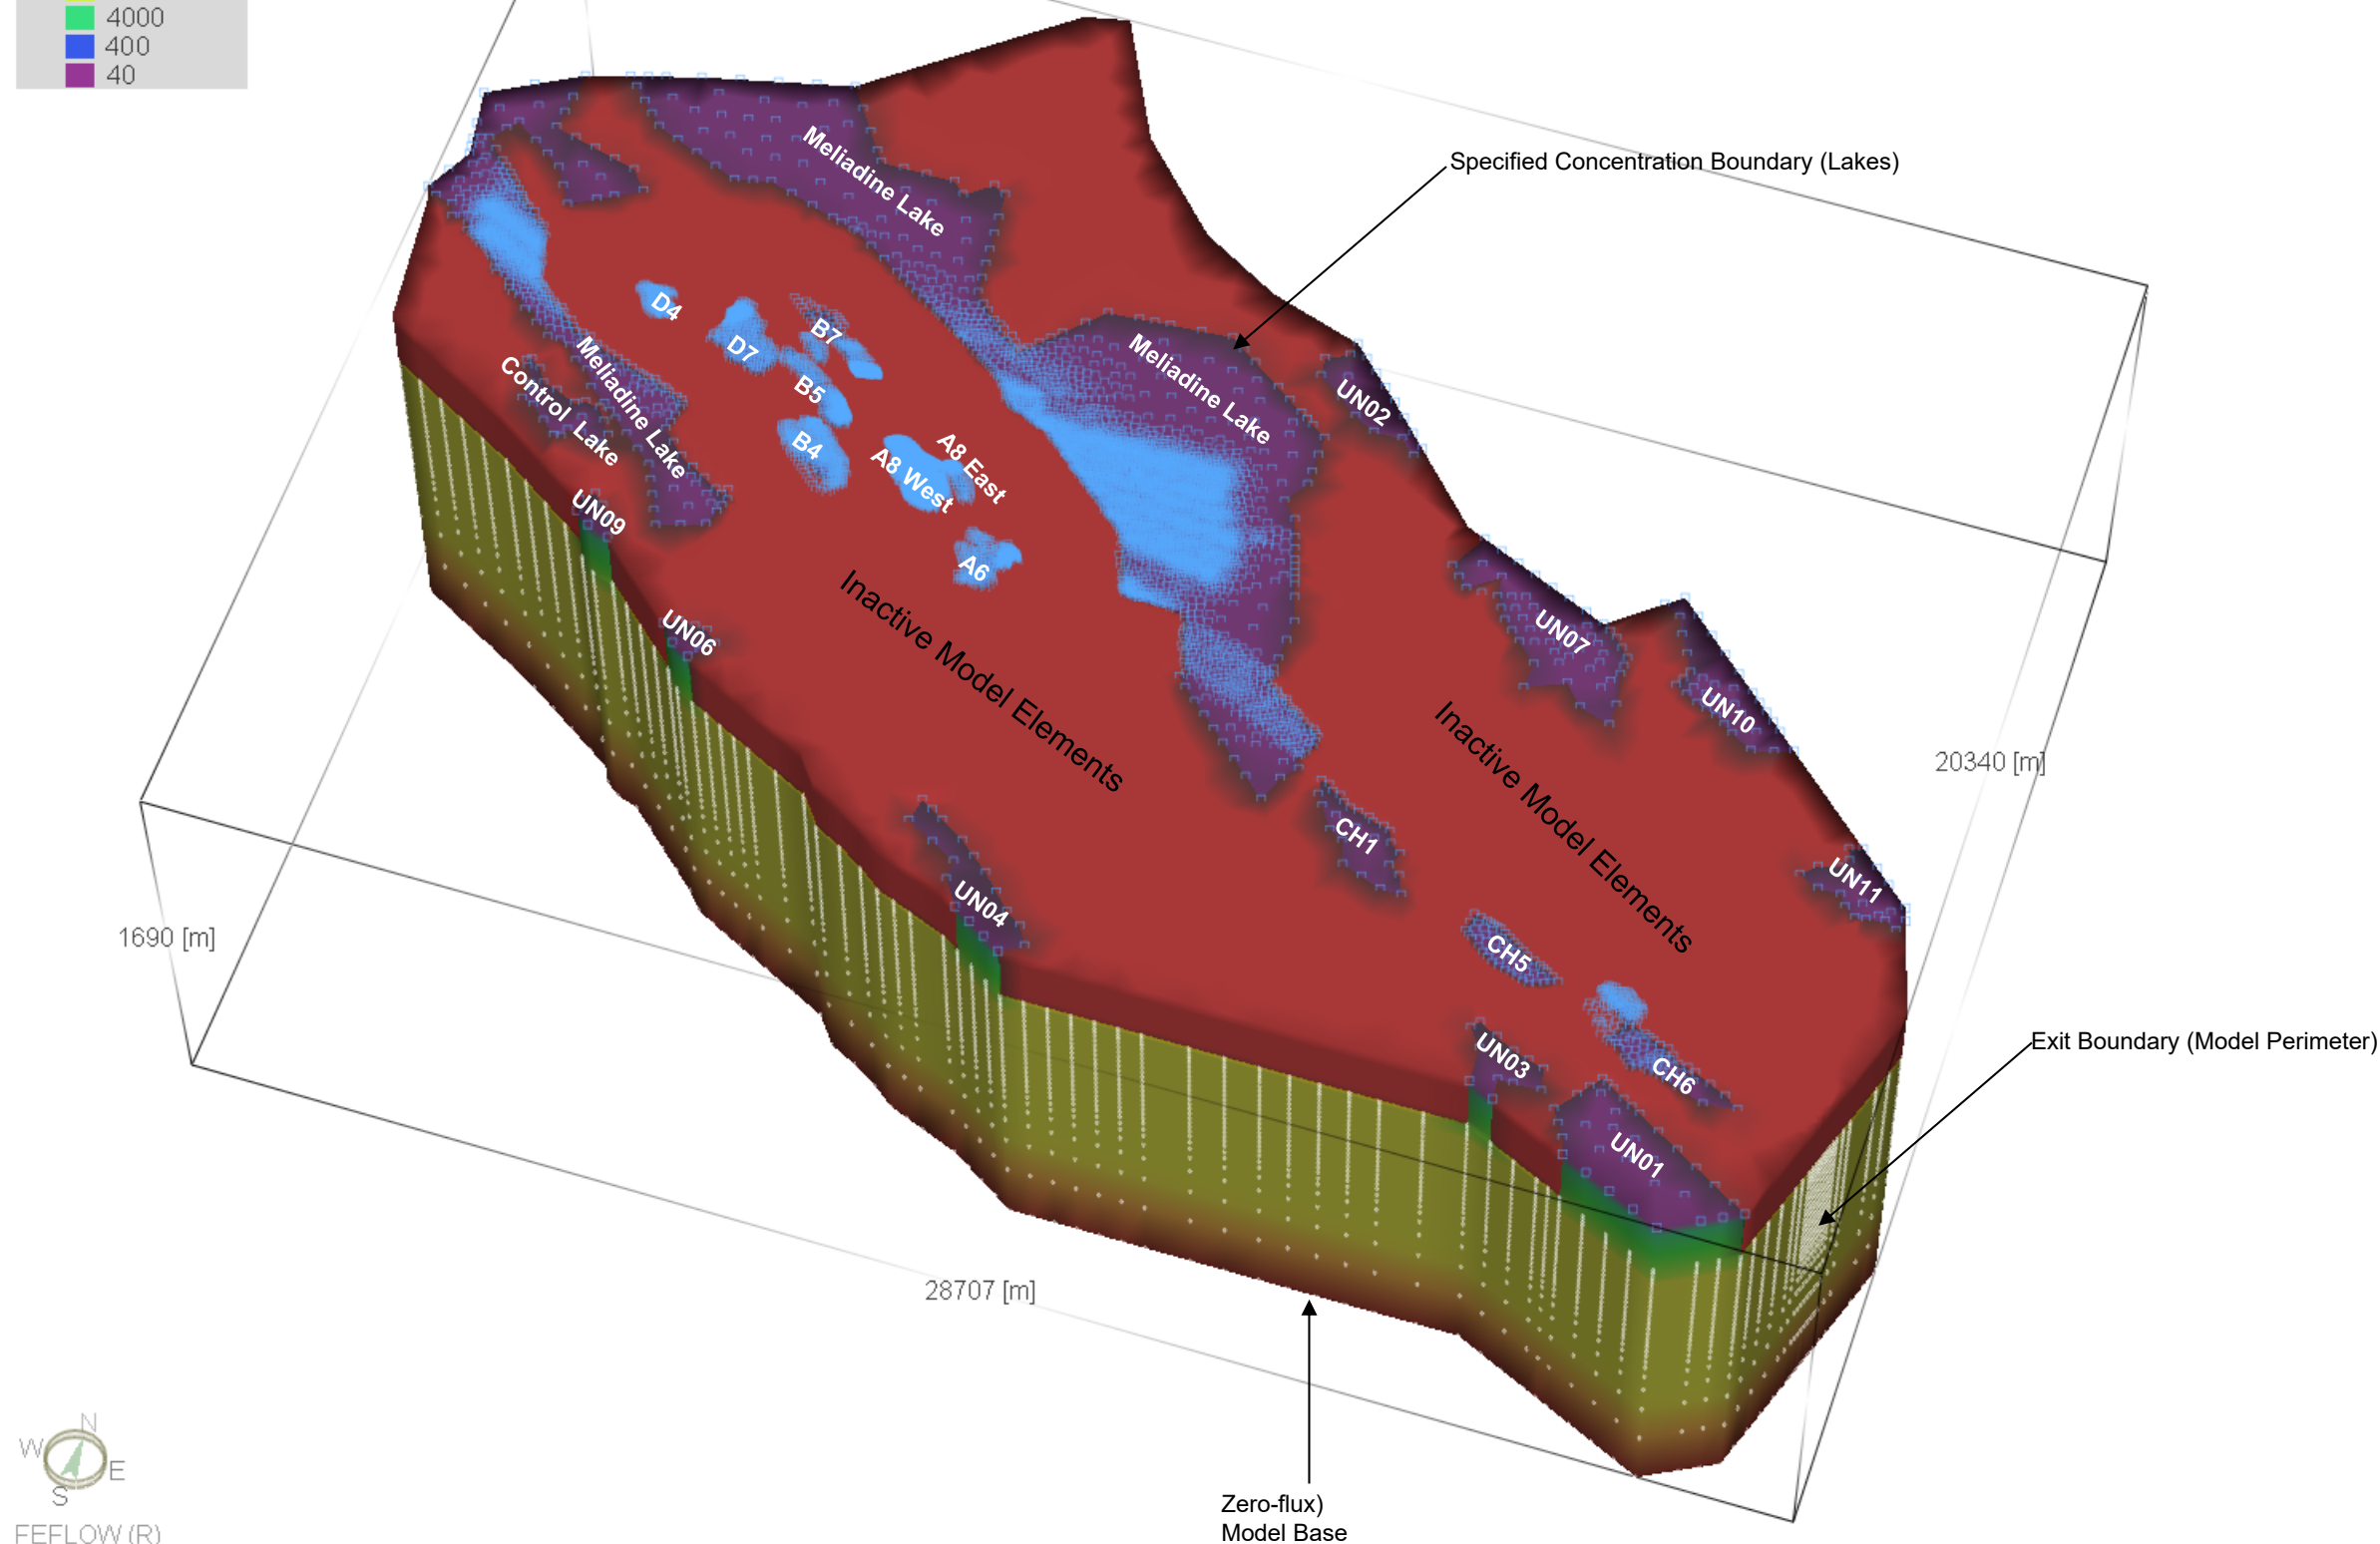 4000
400
40
Meliadine Lake
Specified Concentration Boundary (Lakes)
D4
D7
B7
B5
B4
Meliadine Lake
UN02
Control Lake
Meliadine Lake
A8 West
A8 East
A6
UN09
UN06
Inactive Model Elements
UN07
UN10
Inactive Model Elements
20340 [m]
CH1
UN11
UN04
1690 [m]
CH5
CH6
UN03
Exit Boundary (Model Perimeter)
UN01
28707 [m]
Zero-flux)
Model Base
N
W
E
S
FEFLOW (R)